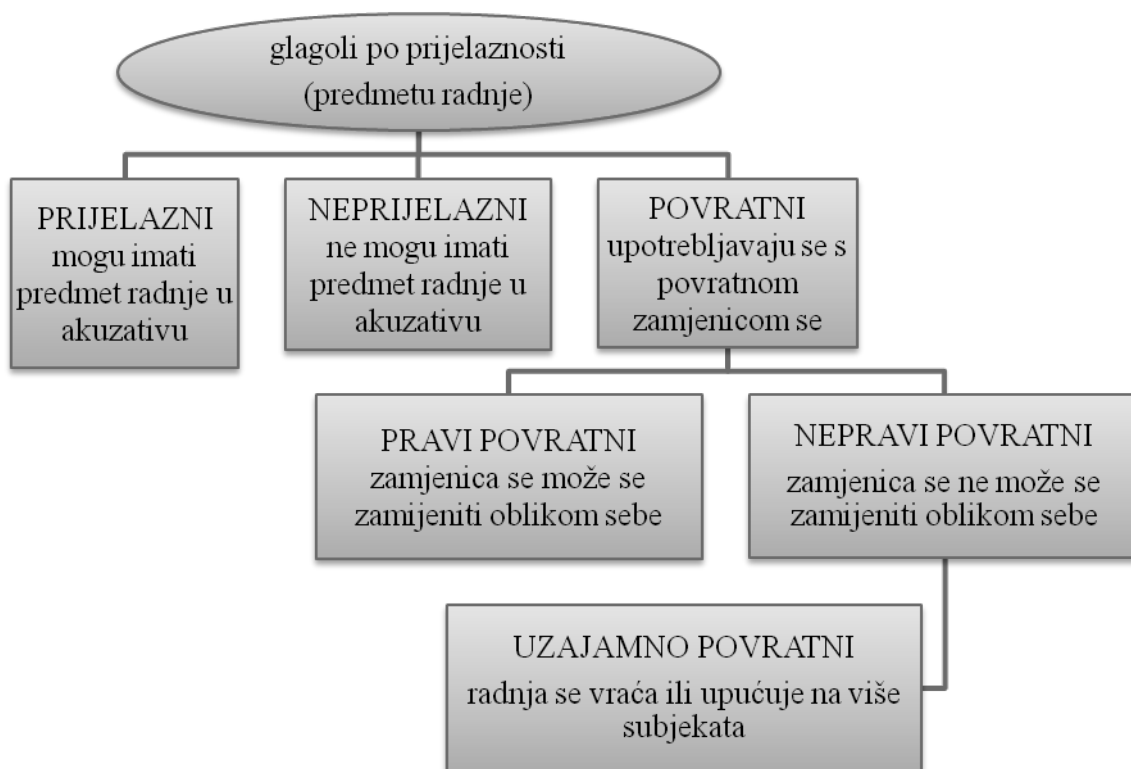 glagoli po prijelaznosti
(predmetu radnje)
PRIJELAZNI
mogu imati
predmet radnje u
akuzativu
NEPRIJELAZNI
ne mogu imati
predmet radnje u
akuzativu
POVRATNI
upotrebljavaju se s
povratnom
zamjenicom se
PRAVI POVRATNI
zamjenica se može se
zamijeniti oblikom sebe
NEPRAVI POVRATNI
zamjenica se ne može se
zamijeniti oblikom sebe
UZAJAMNO POVRATNI
radnja se vraća ili upućuje na više
subjekata